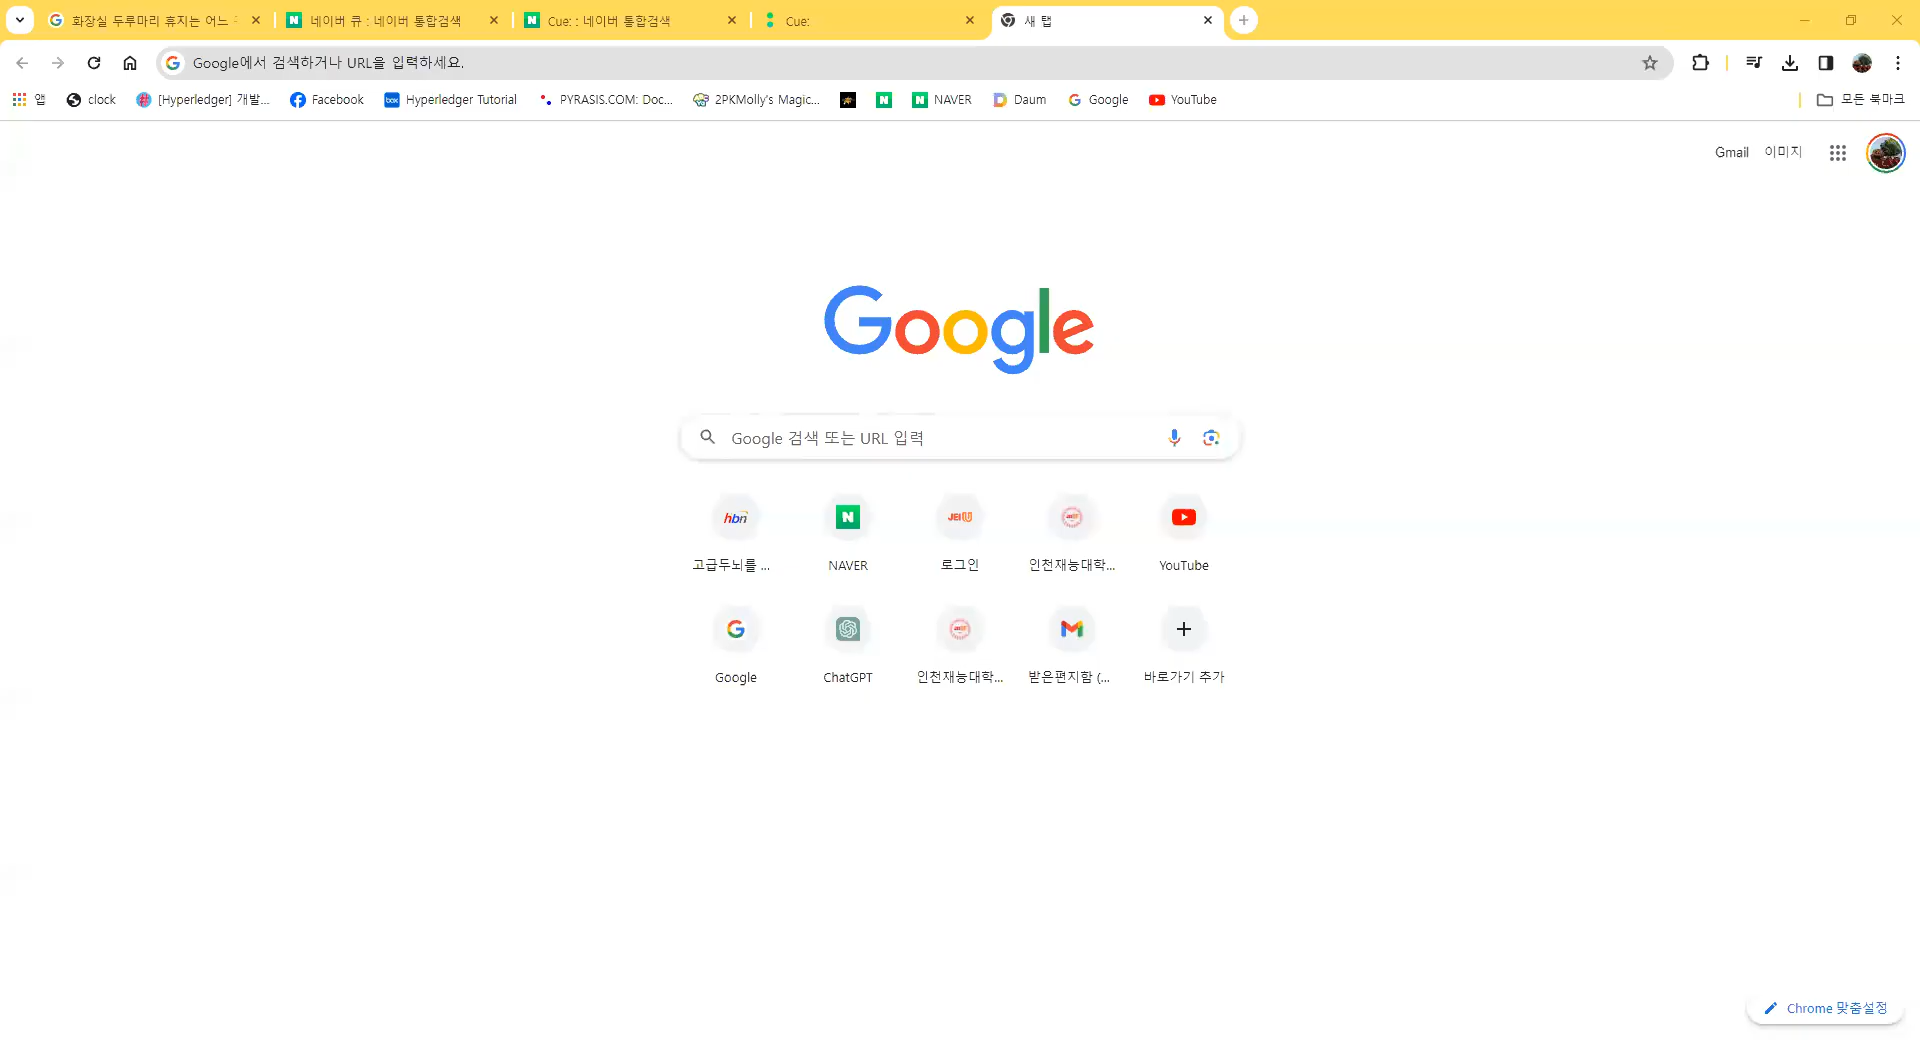 화장실 두루마리 휴지는 어느
네이버 큐 : 네이버 통합검색
Cue: : 네이버 통합검색
Cue:
새 탭
Google에서 검색하거나 URL을 입력하세요.
앱
clock
[Hyperledger] 개발...
Facebook
box
Hyperledger Tutorial
PYRASIS.COM: Doc...
2PKMolly's Magic...
NAVER
Daum
Google
YouTube
모든 북마크
Gmail
이미지
Google
Google 검색 또는 URL 입력
hbn
N
JEIU
고급두뇌를 ...
NAVER
로그인
인천재능대학...
YouTube
Google
ChatGPT
인천재능대학...
받은편지함 (...
바로가기 추가
Chrome 맞춤설정